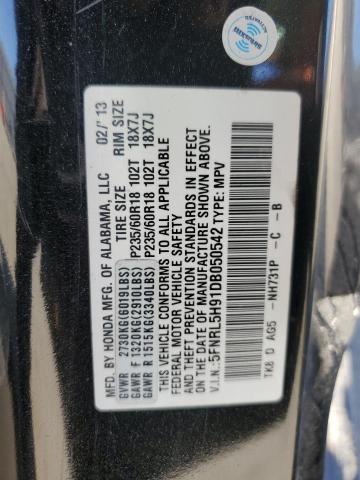 ACTIVATED
SiriusXM
MFD. BY HONDA MFG. OF ALABAMA, LLC 02/'13
TIRE SIZE RIM SIZE
GVWR 2730KG(6019LBS)
GAWR F 1320KG(2910LBS) P235/60R18 102T 18X7J
GAWR R 1515KG(3340LBS) P235/60R18 102T 18X7J
THIS VEHICLE CONFORMS TO ALL APPLICABLE
FEDERAL MOTOR VEHICLE SAFETY
AND THEFT PREVENTION STANDARDS IN EFFECT
ON THE DATE OF MANUFACTURE SHOWN ABOVE.
V.I.N.:5FNRL5H91DB050542 TYPE: MPV
TK8 0 AG5 -NH731P -C -B